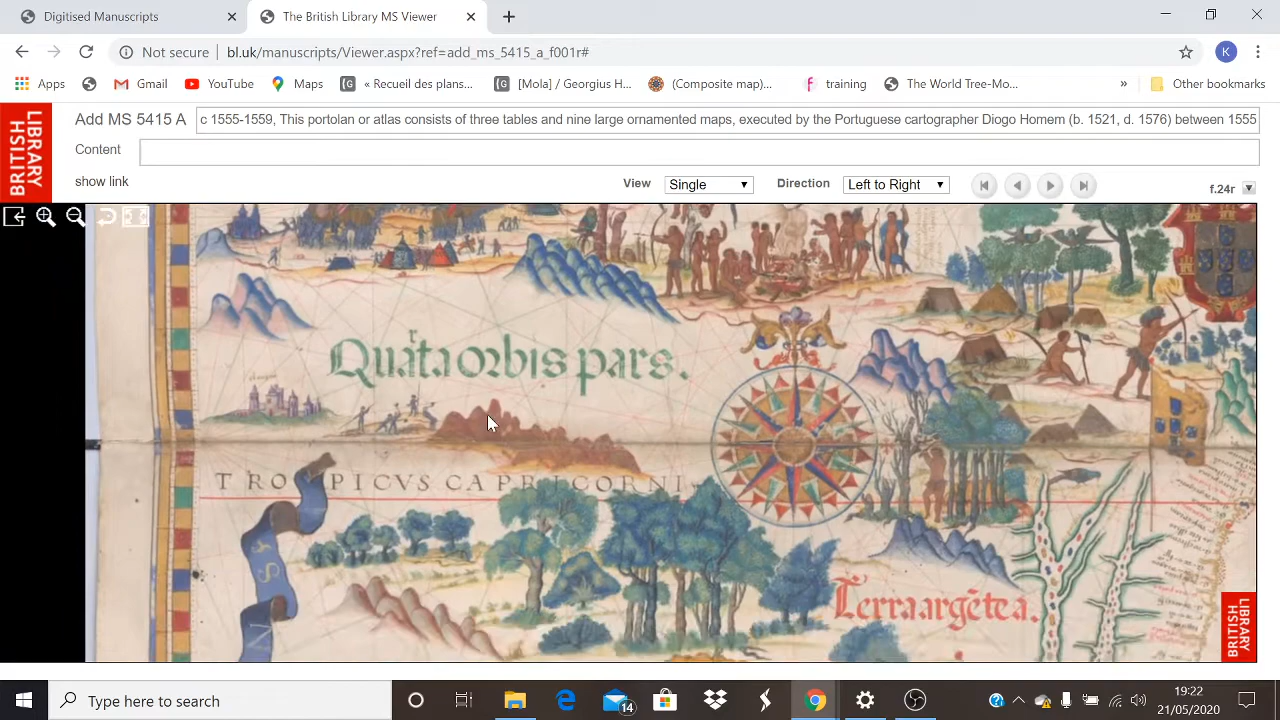 Digitised Manuscripts
The British Library MS Viewer
Not secure
bl.uk/manuscripts/Viewer.aspx?ref=add_ms_5415_a_f001r#
K
Apps
Gmail
YouTube
Maps
« Recueil des plans...
[Mola] / Georgius H...
(Composite map)...
training
The World Tree-Mo...
»
Other bookmarks
BRITISH LIBRARY
Add MS 5415 A
c 1555-1559, This portolan or atlas consists of three tables and nine large ornamented maps, executed by the Portuguese cartographer Diogo Homem (b. 1521, d. 1576) between 1555
Content
show link
View
Single
Direction
Left to Right
f.24r
Quarta orbis pars.
TROPICVS CAPRICORNI
Terra argẽtea.
BRITISH LIBRARY
Type here to search
14
19:22
21/05/2020